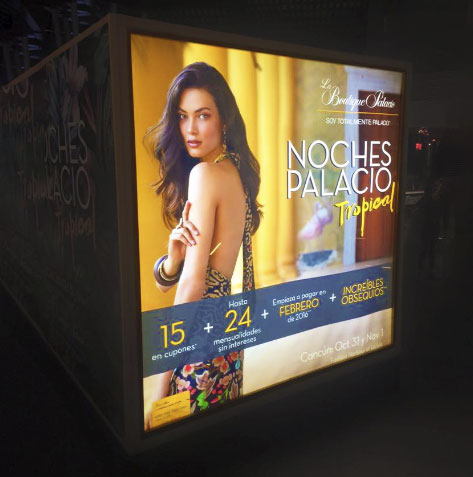 La
Boutique Palacio
SOY TOTALMENTE PALACIO
NOCHES
PALACIO
Tropical
15
en cupones*
+
Hasta
24
mensualidades
sin intereses
+
Empieza a pagar en
FEBRERO
de 2016**
+
INCREÍBLES
OBSEQUIOS
Cancún Oct 31 y Nov 1
NOCHES
PALACIO
Tropical